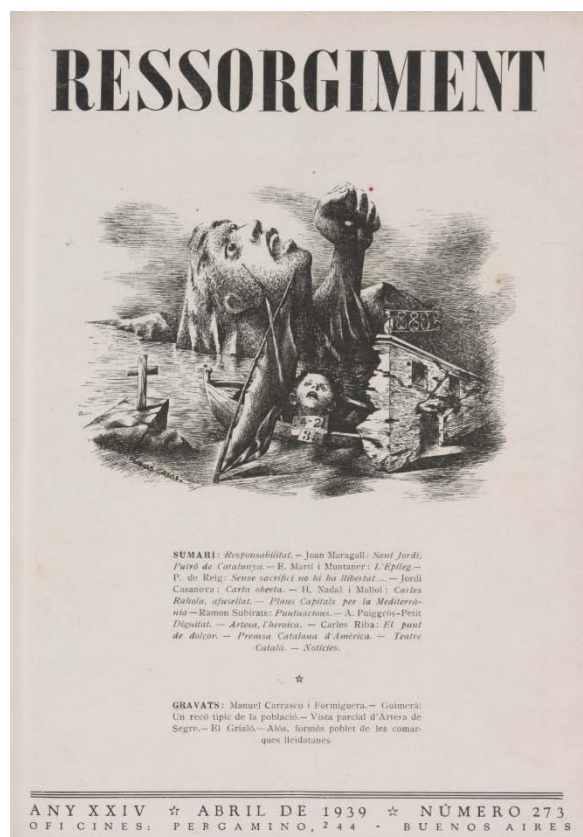 RESSORGIMENT
4-21
35
SUMARI: Responsabilitat. — Joan Maragall: Sant Jordi,
Patró de Catalunya. — E. Martí i Muntaner: L'Epíleg. —
P. de Reig: Sense sacrifici no hi ha llibertat ... — Jordi
Casanova: Carta oberta. — H. Nadal i Mallol: Carles
Rahola, afusellat. — Plans Capitals per la Mediterrà-
nia — Ramon Subirats: Puntuacions. — A. Puiggròs-Petit
Dignitat. — Artesa, l'heroica. — Carles Riba: El punt
de dolçor. — Premsa Catalana d'Amèrica. — Teatre
Català. — Notícies.
GRAVATS: Manuel Carrasco i Formiguera. — Guimerà:
Un recó típic de la població. — Vista parcial d'Artesa de
Segre. — El Grialó. — Alós, formós poblet de les comar-
ques lleidatanes.
ANY XXIV ☆ ABRIL DE 1939 ☆ NÚMERO 273
OFICINES: PERGAMINO, 244 - BUENOS AIRES